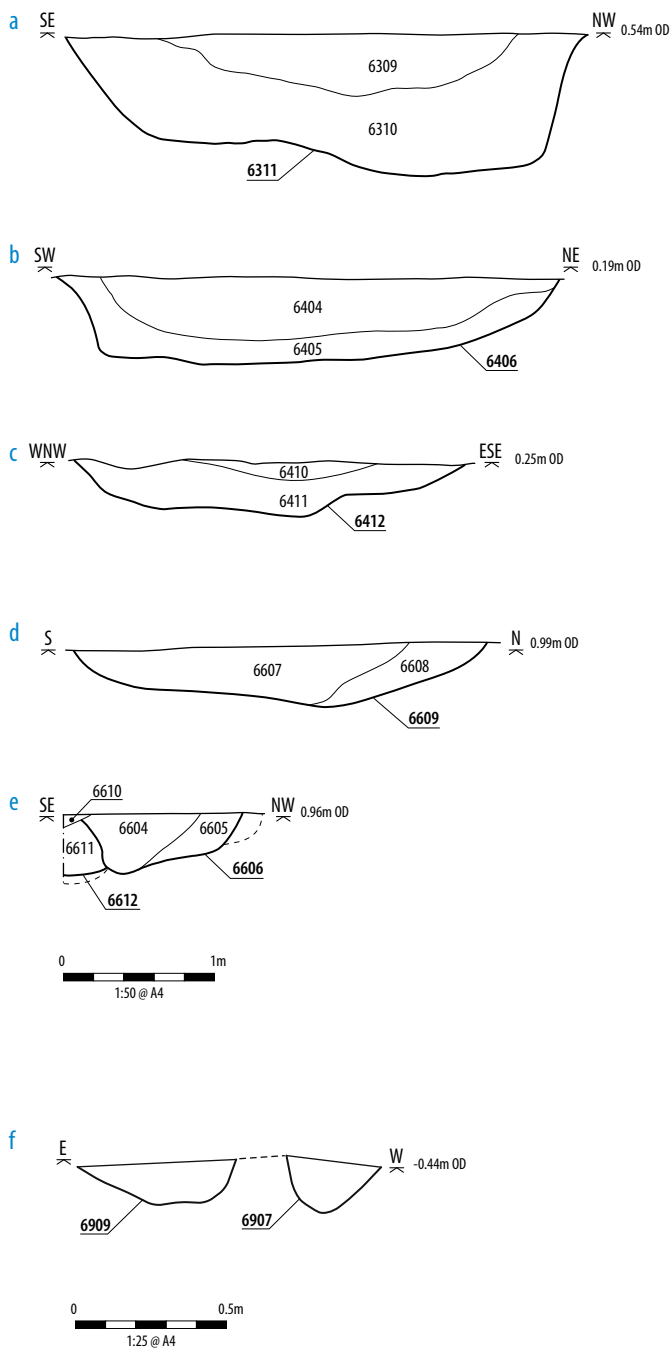 a
SE
NW
0.54m OD
6309
6310
6311
b
SW
NE
0.19m OD
6404
6405
6406
c
WNW
ESE
0.25m OD
6410
6411
6412
d
S
N
0.99m OD
6607
6608
6609
e
6610
SE
NW
0.96m OD
6604
6605
6611
6606
6612
0
1m
1:50 @ A4
f
E
W
-0.44m OD
6909
6907
0
0.5m
1:25 @ A4